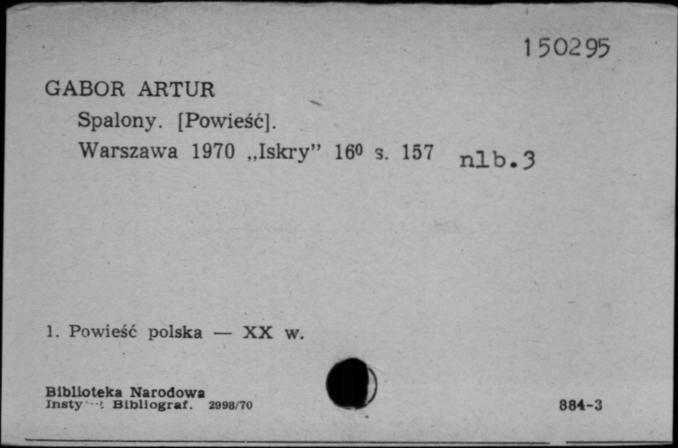 150295
GABOR ARTUR
Spalony. [Powieść].
Warszawa 1970 „Iskry” 16⁰ s. 157 nlb.3
1. Powieść polska — XX w.
Biblioteka Narodowa
Bibliograf. 2998/70
884-3